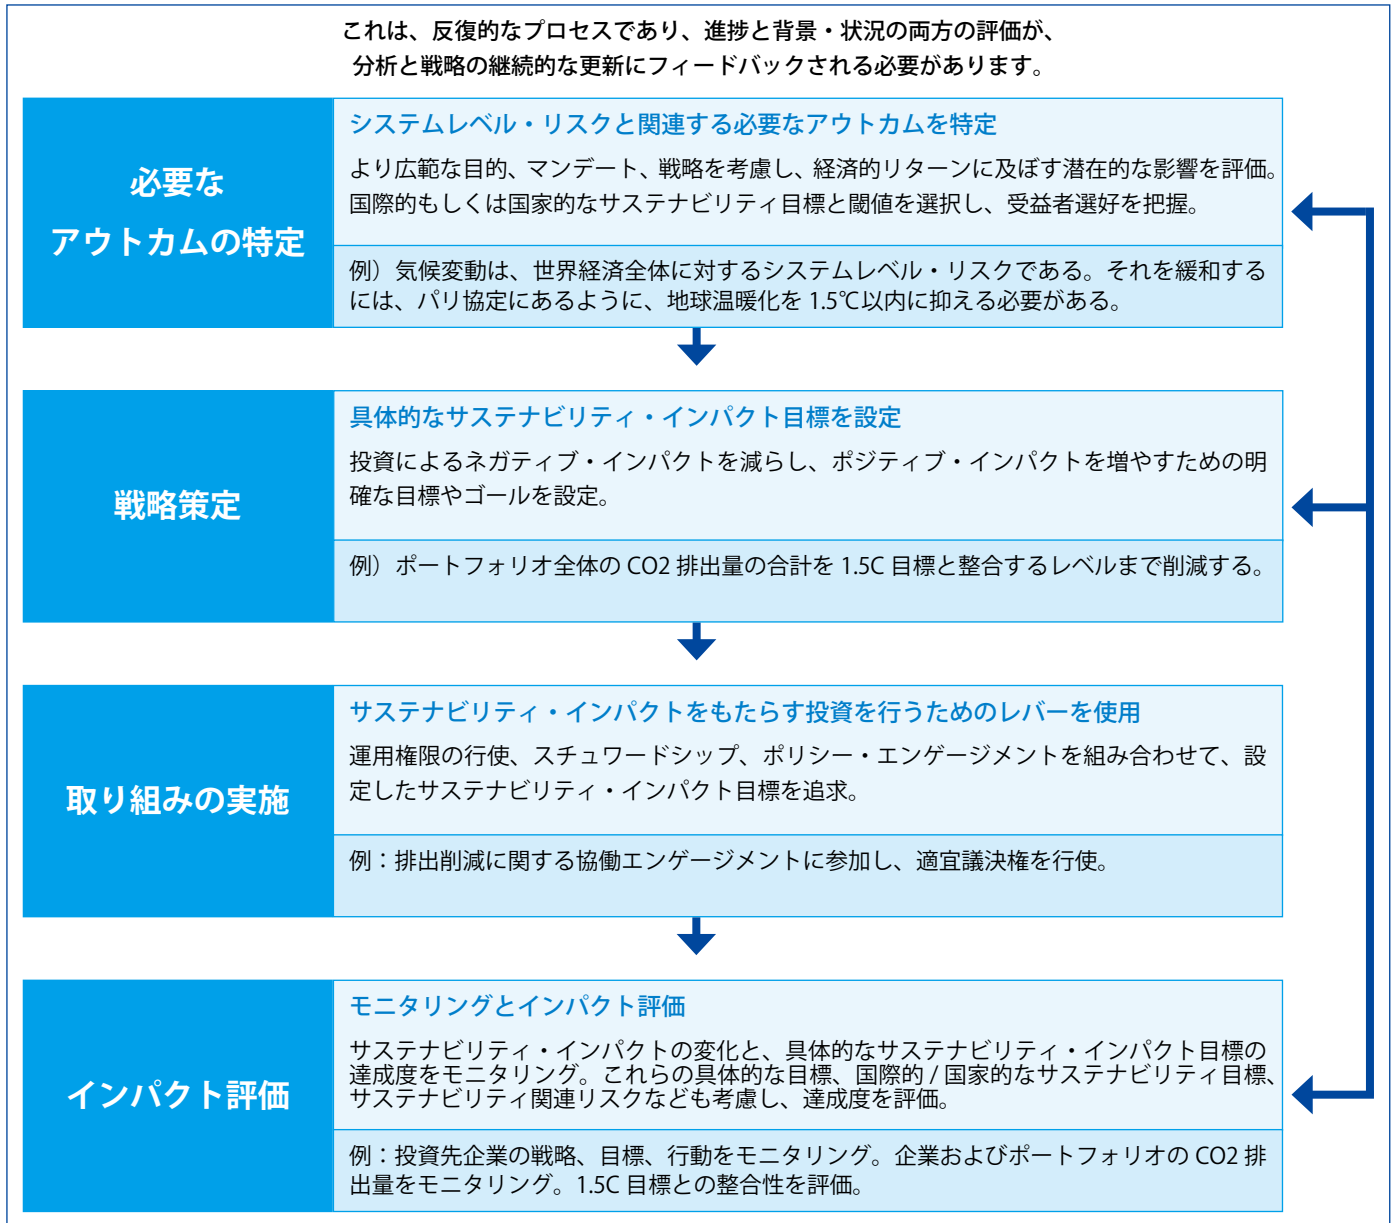 これは、反復的なプロセスであり、進捗と背景・状況の両方の評価が、
分析と戦略の継続的な更新にフィードバックされる必要があります。
必要な
アウトカムの特定
システムレベル・リスクと関連する必要なアウトカムを特定
より広範な目的、マンデート、戦略を考慮し、経済的リターンに及ぼす潜在的な影響を評価。
国際的もしくは国家的なサステナビリティ目標と閾値を選択し、受益者選好を把握。
例）気候変動は、世界経済全体に対するシステムレベル・リスクである。それを緩和する
には、パリ協定にあるように、地球温暖化を 1.5℃以内に抑える必要がある。
戦略策定
具体的なサステナビリティ・インパクト目標を設定
投資によるネガティブ・インパクトを減らし、ポジティブ・インパクトを増やすための明
確な目標やゴールを設定。
例）ポートフォリオ全体の CO2 排出量の合計を 1.5C 目標と整合するレベルまで削減する。
取り組みの実施
サステナビリティ・インパクトをもたらす投資を行うためのレバーを使用
運用権限の行使、スチュワードシップ、ポリシー・エンゲージメントを組み合わせて、設
定したサステナビリティ・インパクト目標を追求。
例：排出削減に関する協働エンゲージメントに参加し、適宜議決権を行使。
インパクト評価
モニタリングとインパクト評価
サステナビリティ・インパクトの変化と、具体的なサステナビリティ・インパクト目標の
達成度をモニタリング。これらの具体的な目標、国際的 / 国家的なサステナビリティ目標、
サステナビリティ関連リスクなども考慮し、達成度を評価。
例：投資先企業の戦略、目標、行動をモニタリング。企業およびポートフォリオの CO2 排
出量をモニタリング。1.5C 目標との整合性を評価。